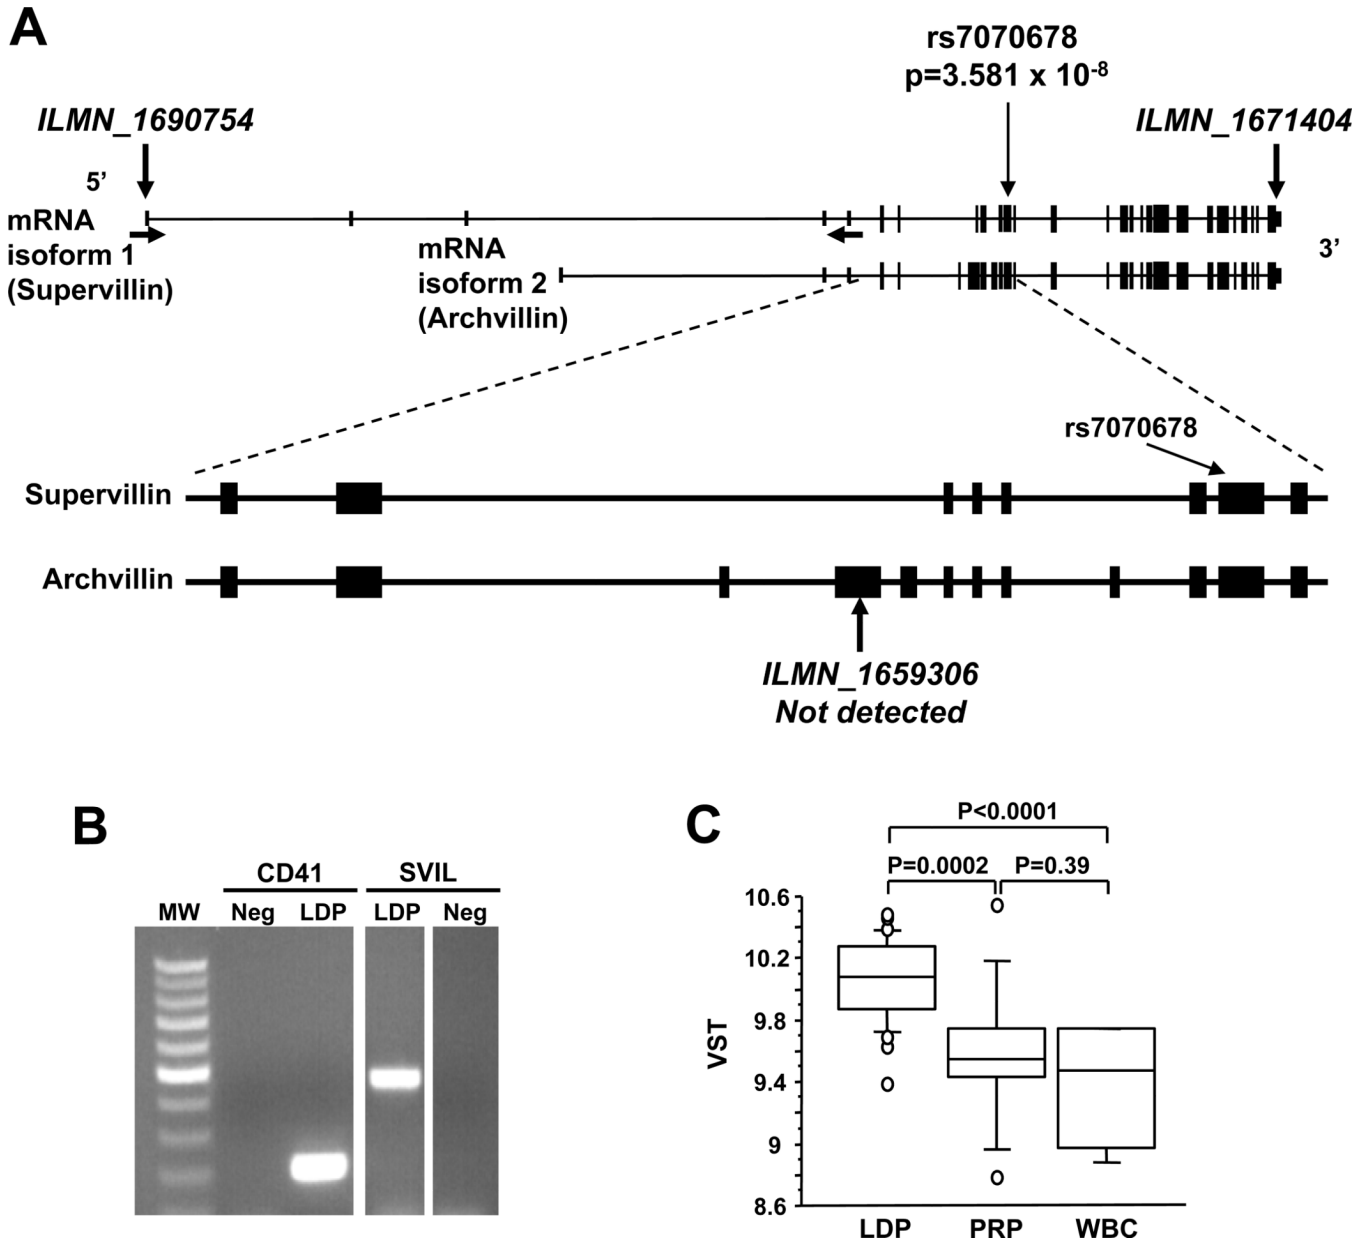 A
rs7070678
p=3.581 x 10-8
ILMN_1690754
ILMN_1671404
5’
mRNA
isoform 1
(Supervillin)
mRNA
isoform 2
(Archvillin)
3’
rs7070678
Supervillin
Archvillin
ILMN_1659306
Not detected
B
CD41
SVIL
MW
Neg
LDP
LDP
Neg
C
P<0.0001
P=0.0002
P=0.39
10.6
10.2
9.8
9.4
9
8.6
VST
LDP
PRP
WBC